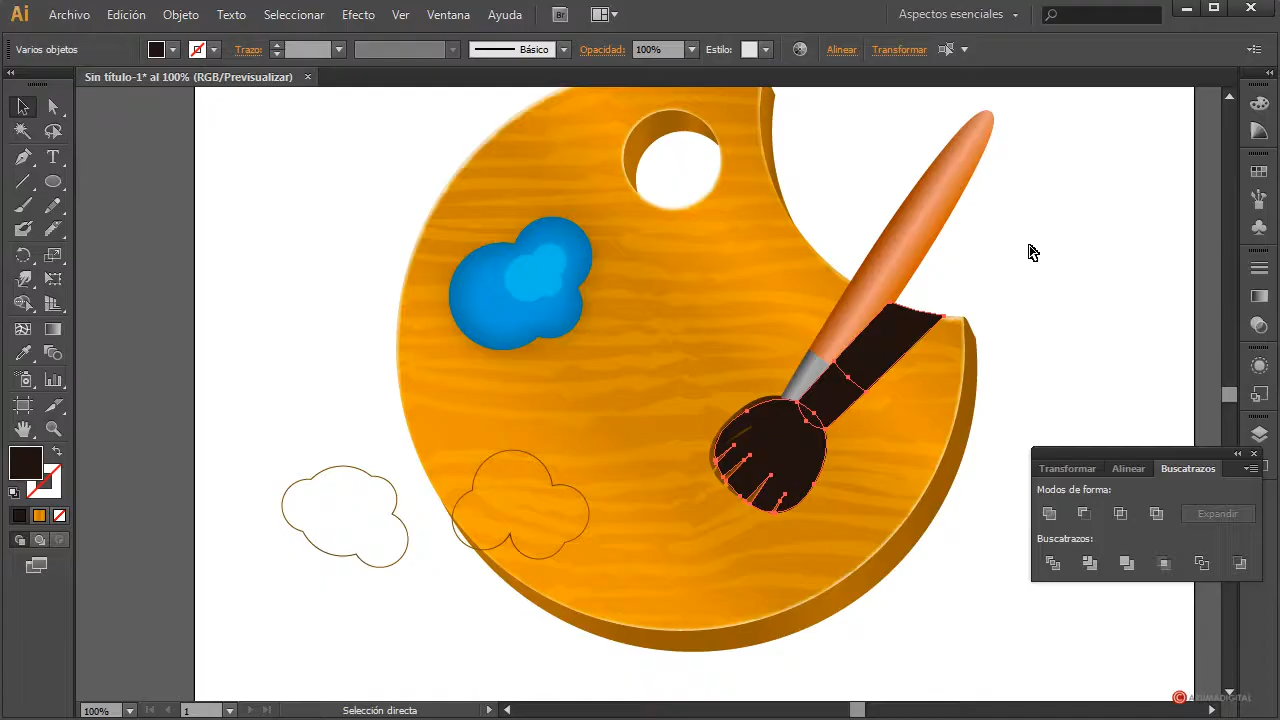 Ai Archivo Edición Objeto Texto Seleccionar Efecto Ver Ventana Ayuda Br Aspectos esenciales
Varios objetos Trazo: Básico Opacidad: 100% Estilo: Alinear Transformar
Sin título-1* al 100% (RGB/Previsualizar) ×
Transformar Alinear Buscatrazos
Modos de forma:
Expandir
Buscatrazos:
100% 1 Selección directa